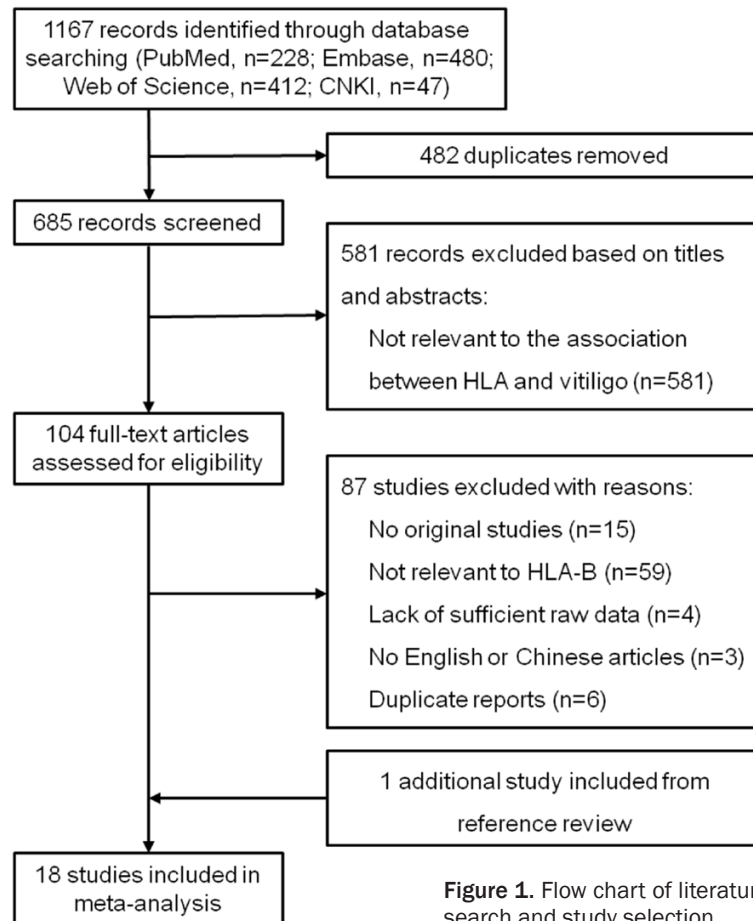 1167 records identified through database
searching (PubMed, n=228; Embase, n=480;
Web of Science, n=412; CNKI, n=47)
482 duplicates removed
685 records screened
581 records excluded based on titles
and abstracts:
Not relevant to the association
between HLA and vitiligo (n=581)
104 full-text articles
assessed for eligibility
87 studies excluded with reasons:
No original studies (n=15)
Not relevant to HLA-B (n=59)
Lack of sufficient raw data (n=4)
No English or Chinese articles (n=3)
Duplicate reports (n=6)
1 additional study included from
reference review
18 studies included in
meta-analysis
Figure 1. Flow chart of literature
search and study selection